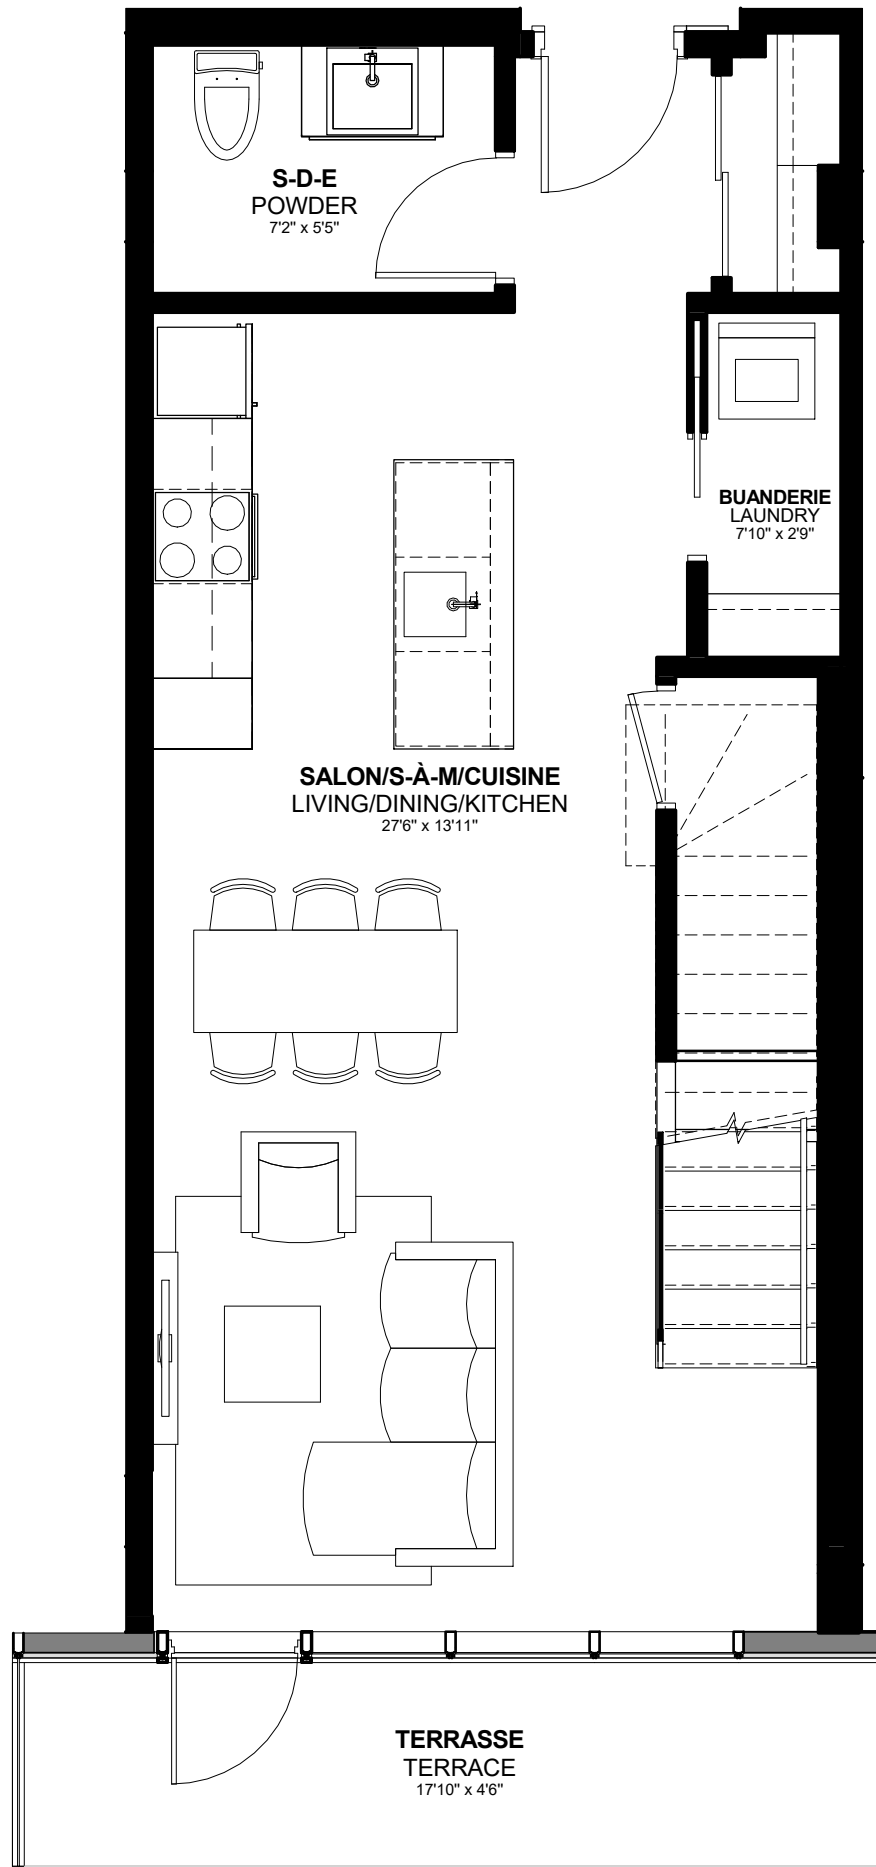 S-D-E
POWDER
7'2" x 5'5"
BUANDERIE
LAUNDRY
7'10" x 2'9"
SALON/S-À-M/CUISINE
LIVING/DINING/KITCHEN
27'6" x 13'11"
TERRASSE
TERRACE
17'10" x 4'6"